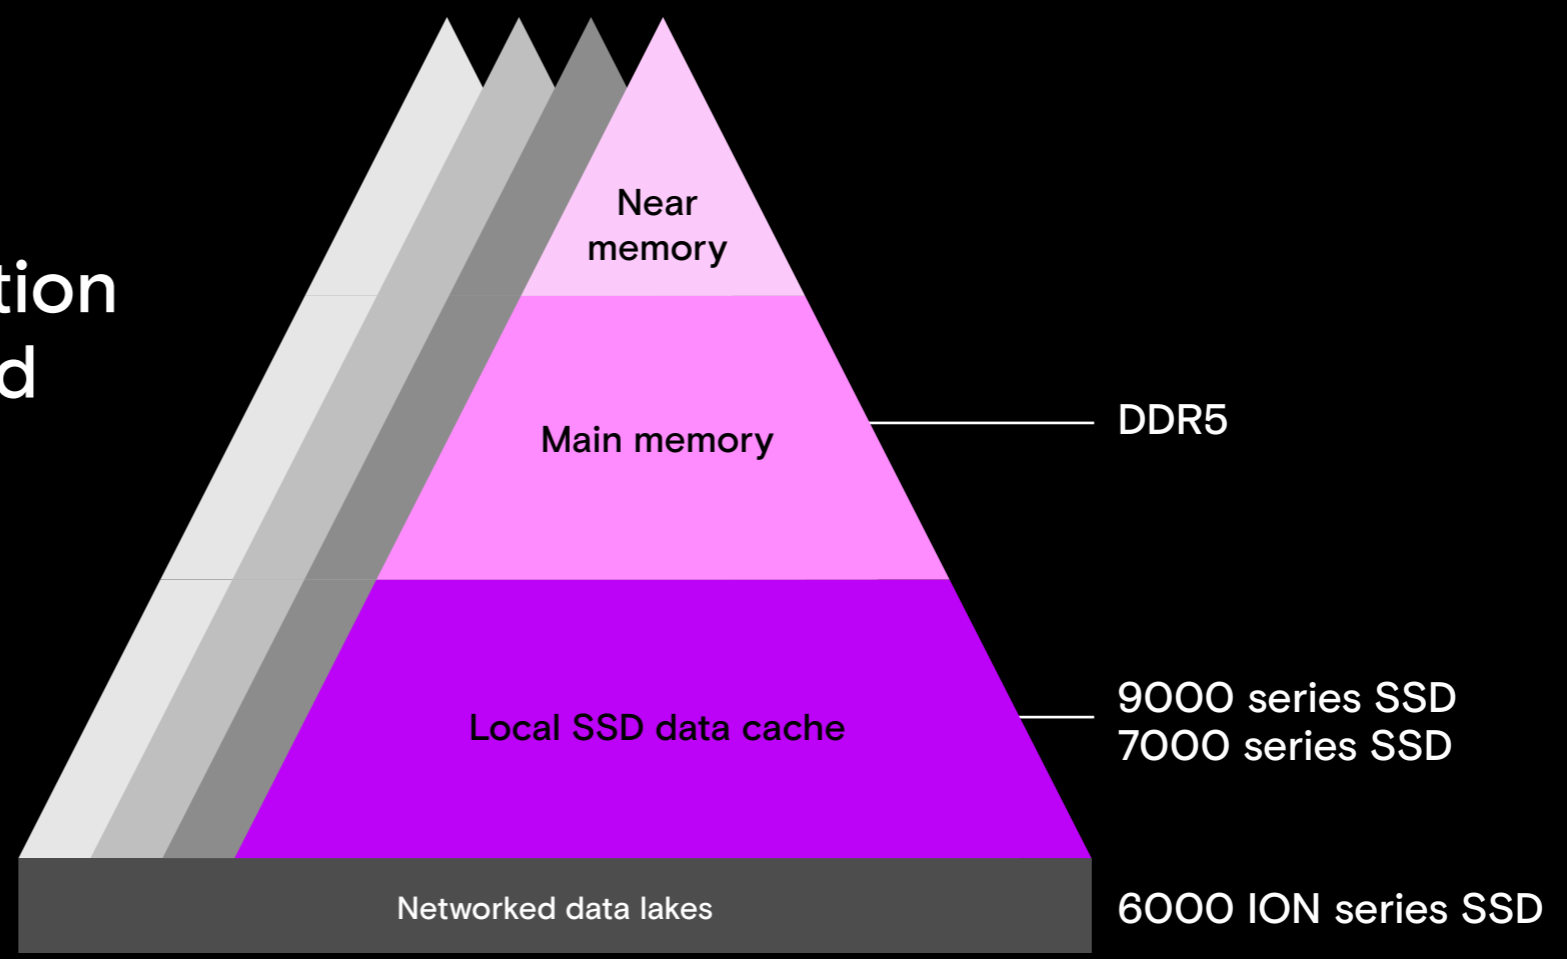 tion
d
Near
memory
Main memory
DDR5
Local SSD data cache
9000 series SSD
7000 series SSD
Networked data lakes
6000 ION series SSD